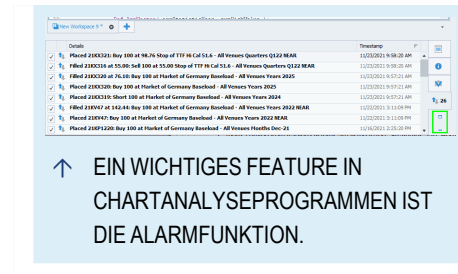 New Workspace 9 *
Details Timestamp
Placed 21KX321: Buy 100 at 98.76 Stop of TTF Hi Cal 51.6 - All Venues Quarters Q122 NEAR 11/23/2021 9:58:20 AM
Filled 21KX316 at 55.00: Sell 100 at 55.00 Stop of TTF Hi Cal 51.6 - All Venues Quarters Q122 NEAR 11/23/2021 9:58:20 AM
Filled 21KX320 at 76.10: Buy 100 at Market of Germany Baseload - All Venues Years 2025 11/23/2021 9:57:21 AM
Placed 21KX320: Buy 100 at Market of Germany Baseload - All Venues Years 2025 11/23/2021 9:57:21 AM
Placed 21KX319: Short 100 at Market of Germany Baseload - All Venues Years 2024 11/23/2021 9:57:21 AM
Filled 21KV47 at 142.44: Buy 100 at Market of Germany Baseload - All Venues Years 2022 NEAR 11/22/2021 3:11:09 PM
Placed 21KV47: Buy 100 at Market of Germany Baseload - All Venues Years 2022 NEAR 11/22/2021 3:11:09 PM
Placed 21KP1220: Buy 100 at Market of Germany Baseload - All Venues Months Dec-21 11/16/2021 2:25:20 PM
26
EIN WICHTIGES FEATURE IN
CHARTANALYSEPROGRAMMEN IST
DIE ALARMFUNKTION.